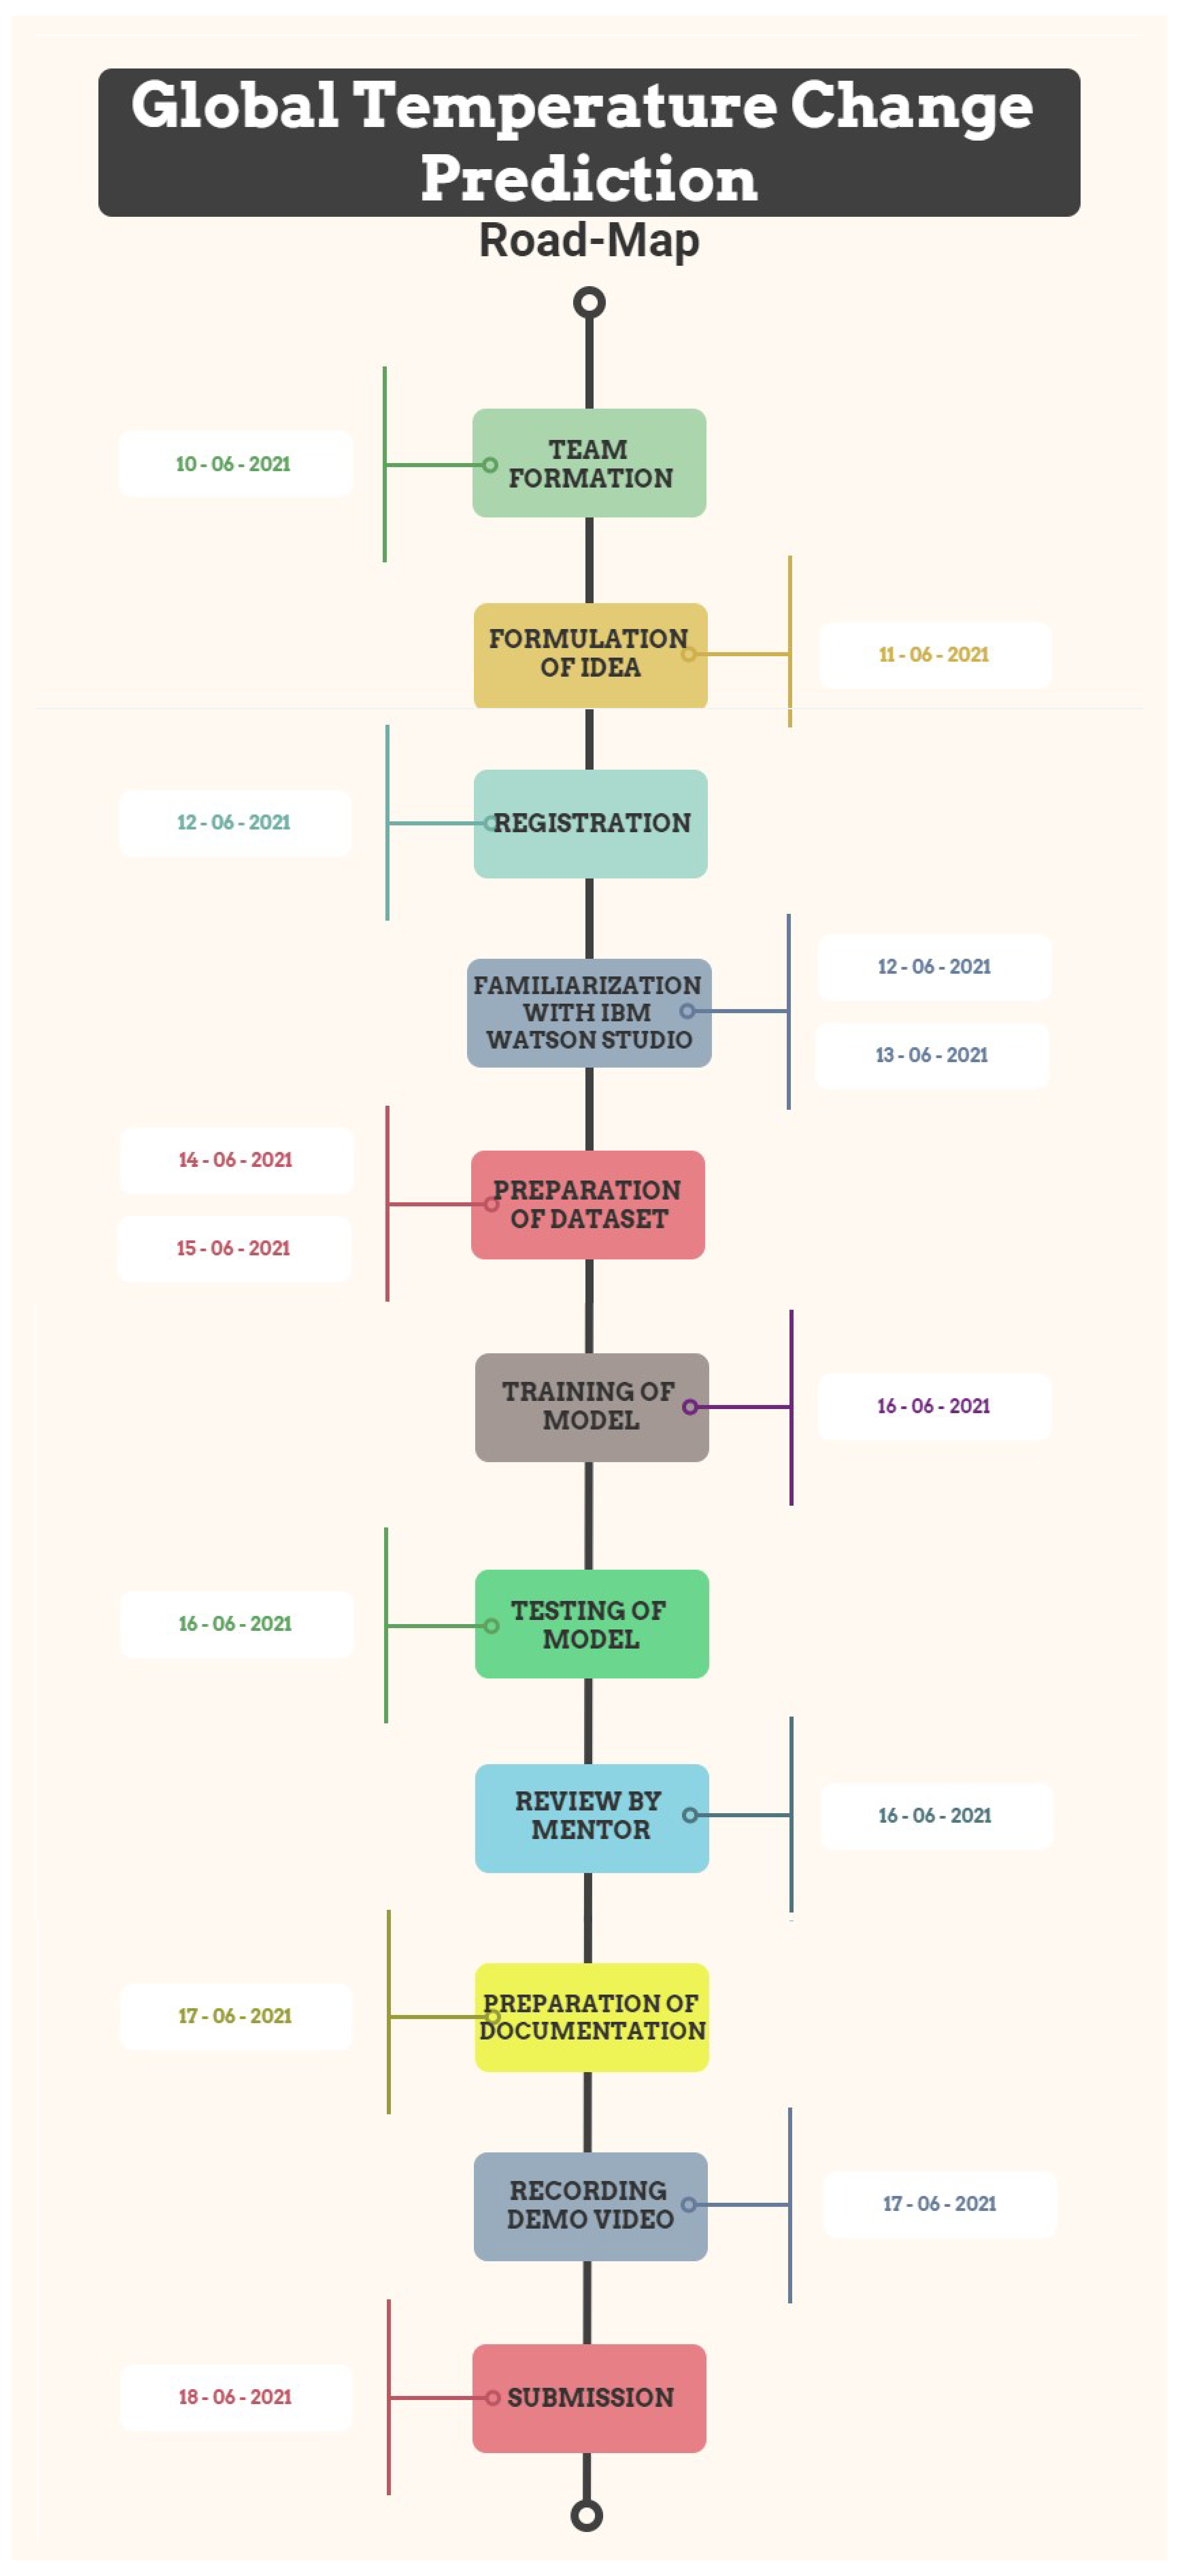 Global Temperature Change
Prediction
Road-Map
TEAM
FORMATION
10 - 06 - 2021
FORMULATION
OF IDEA
11 - 06 - 2021
REGISTRATION
12 - 06 - 2021
FAMILIARIZATION
WITH IBM
WATSON STUDIO
12 - 06 - 2021
13 - 06 - 2021
PREPARATION
OF DATASET
14 - 06 - 2021
15 - 06 - 2021
TRAINING OF
MODEL
16 - 06 - 2021
TESTING OF
MODEL
16 - 06 - 2021
REVIEW BY
MENTOR
16 - 06 - 2021
PREPARATION OF
DOCUMENTATION
17 - 06 - 2021
RECORDING
DEMO VIDEO
17 - 06 - 2021
SUBMISSION
18 - 06 - 2021